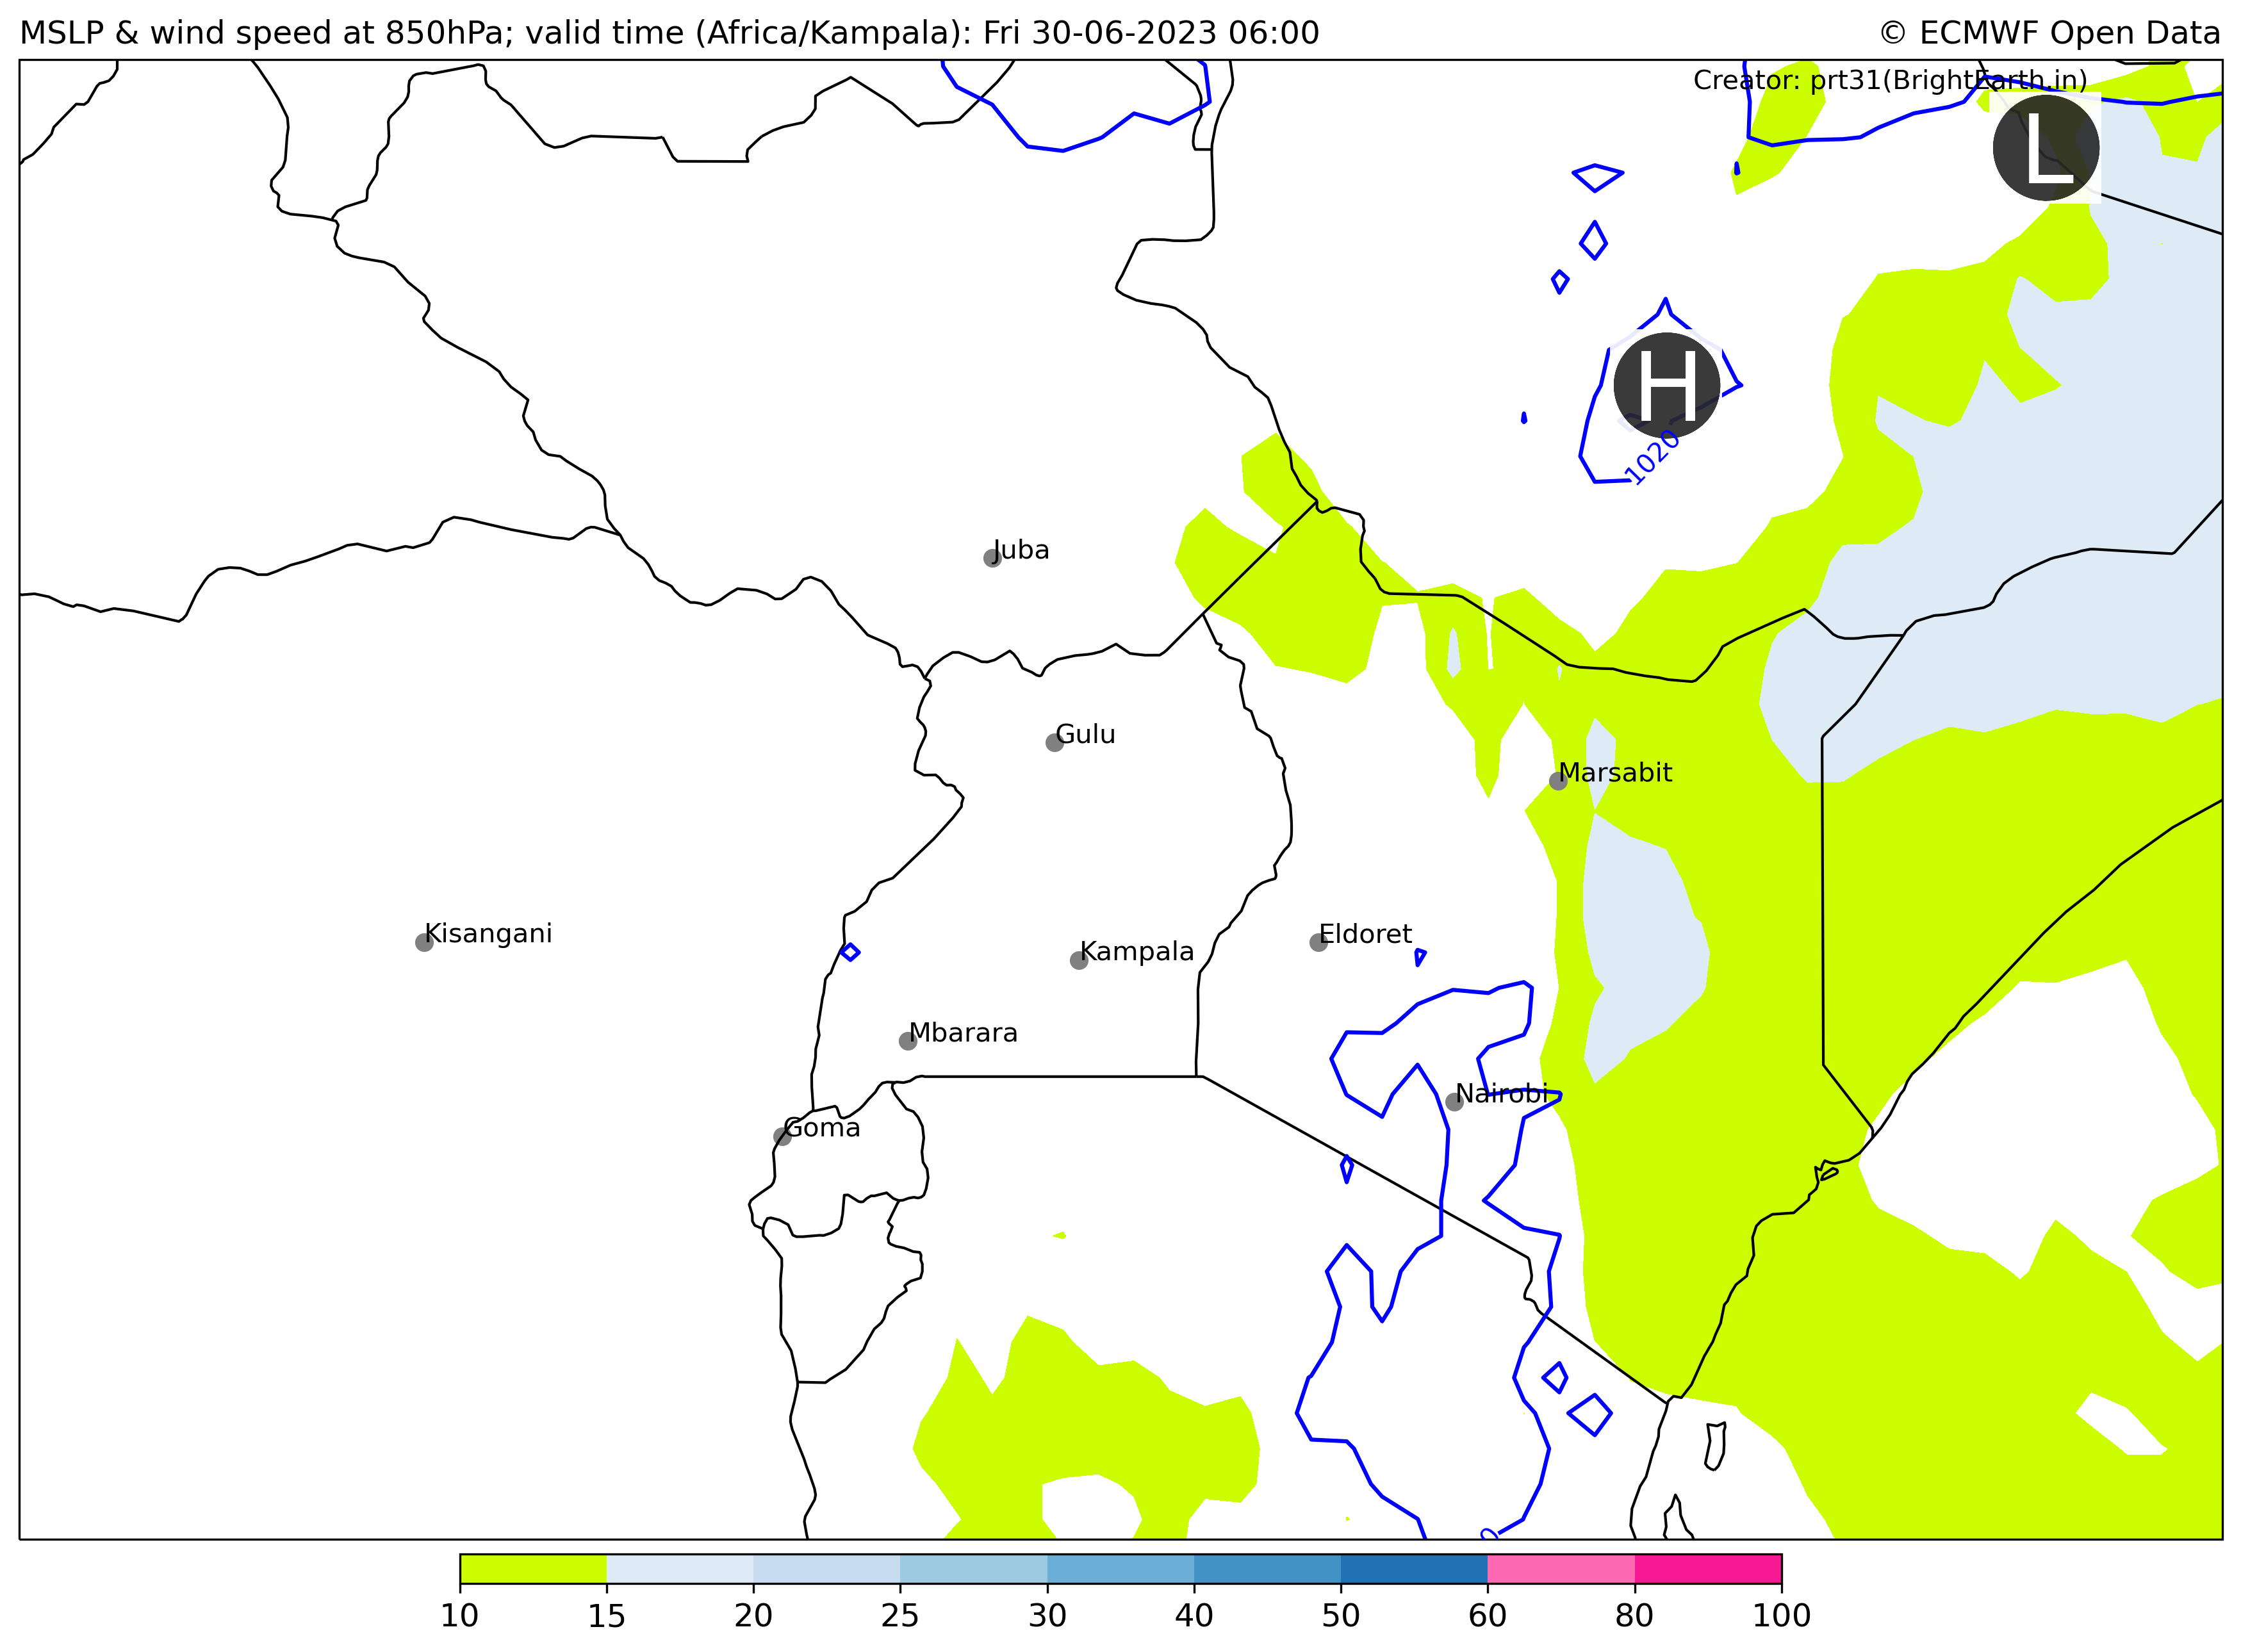 MSLP & wind speed at 850hPa; valid time (Africa/Kampala): Fri 30-06-2023 06:00
© ECMWF Open Data
Creator: prt31(BrightEarth.in)
L
H
1020
Juba
Gulu
Marsabit
Kisangani
Eldoret
Kampala
Mbarara
Nairobi
Goma
10 15 20 25 30 40 50 60 80 100